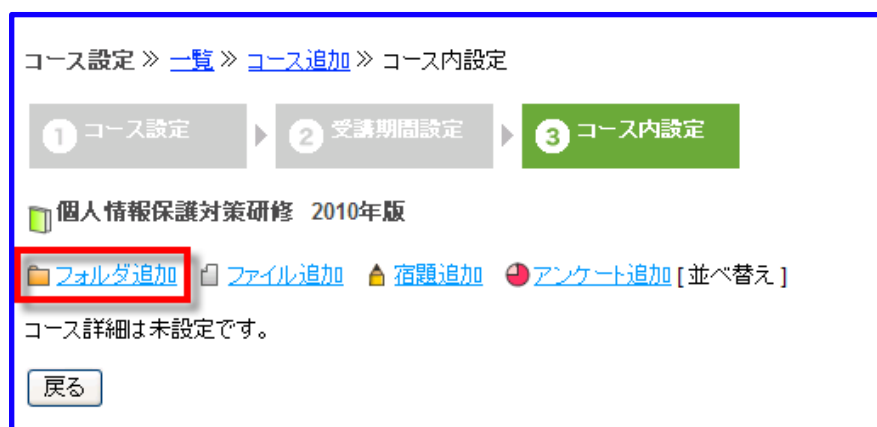 コース設定 » 一覧 » コース追加 » コース内設定
1 コース設定 2 受講期間設定 3 コース内設定
個人情報保護対策研修 2010年版
フォルダ追加 ファイル追加 宿題追加 アンケート追加 [ 並べ替え ]
コース詳細は未設定です。
戻る